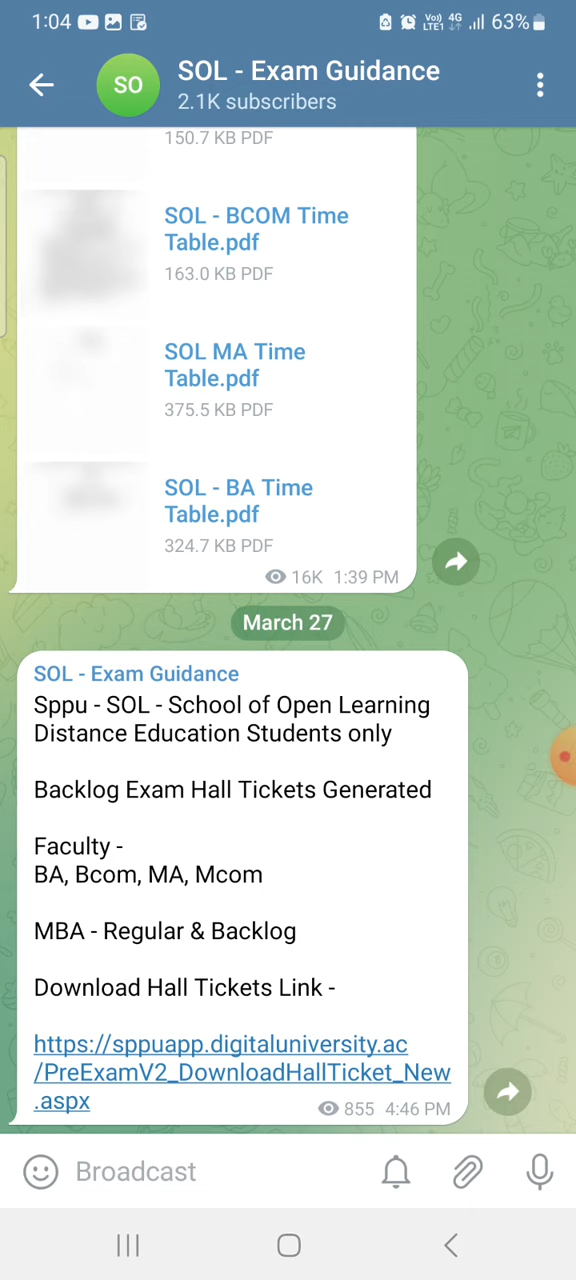 1:04
Vo)) 4G
LTE1
63%
SO
SOL - Exam Guidance
2.1K subscribers
150.7 KB PDF
SOL - BCOM Time
Table.pdf
163.0 KB PDF
SOL MA Time
Table.pdf
375.5 KB PDF
SOL - BA Time
Table.pdf
324.7 KB PDF
16K 1:39 PM
March 27
SOL - Exam Guidance
Sppu - SOL - School of Open Learning
Distance Education Students only
Backlog Exam Hall Tickets Generated
Faculty -
BA, Bcom, MA, Mcom
MBA - Regular & Backlog
Download Hall Tickets Link -
https://sppuapp.digitaluniversity.ac
/PreExamV2_DownloadHallTicket_New
.aspx
855 4:46 PM
Broadcast